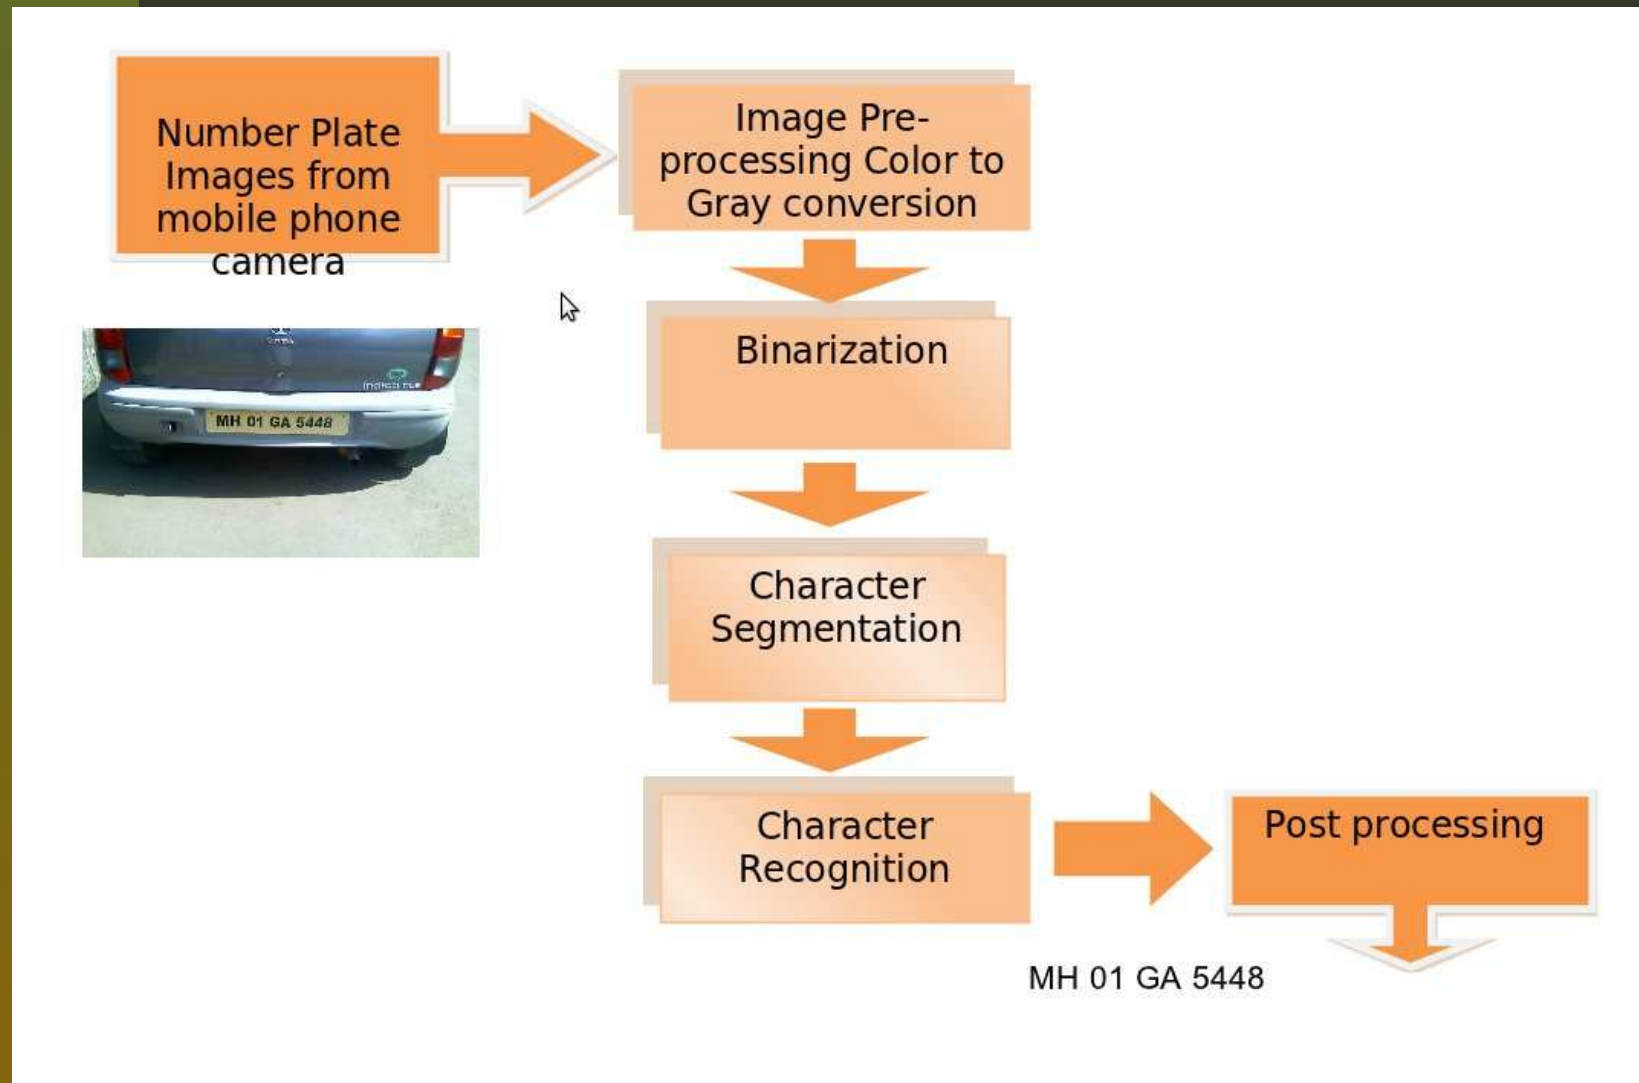 Number Plate
Images from
mobile phone
camera
Image Pre-
processing Color to
Gray conversion
MH 01 GA 5448
Binarization
Character
Segmentation
Character
Recognition
Post processing
MH 01 GA 5448